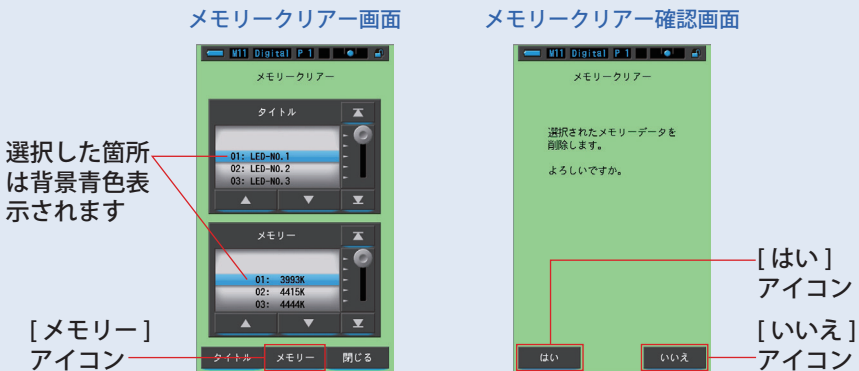 メモリークリアー画面
メモリークリアー確認画面
M11 Digital P 1
メモリークリアー
タイトル
01: LED-NO.1
02: LED-NO.2
03: LED-NO.3
メモリー
01: 3993K
02: 4415K
03: 4444K
タイトル メモリー 閉じる
選択した箇所
は背景青色表
示されます
[ メモリー ]
アイコン
M11 Digital P 1
メモリークリアー
選択されたメモリーデータを
削除します。
よろしいですか。
はい いいえ
[ はい ]
アイコン
[ いいえ ]
アイコン